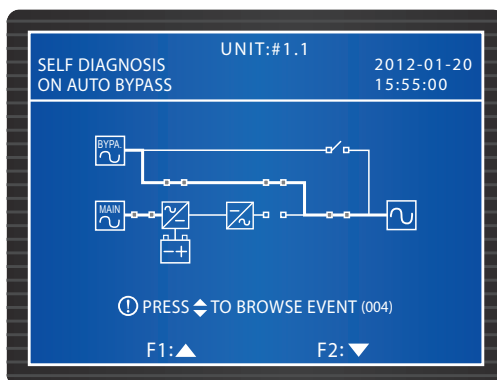 UNIT:#1.1
SELF DIAGNOSIS
2012-01-20
ON AUTO BYPASS
15:55:00
BYPA.
MAIN
PRESS TO BROWSE EVENT (004)
F1:
F2: